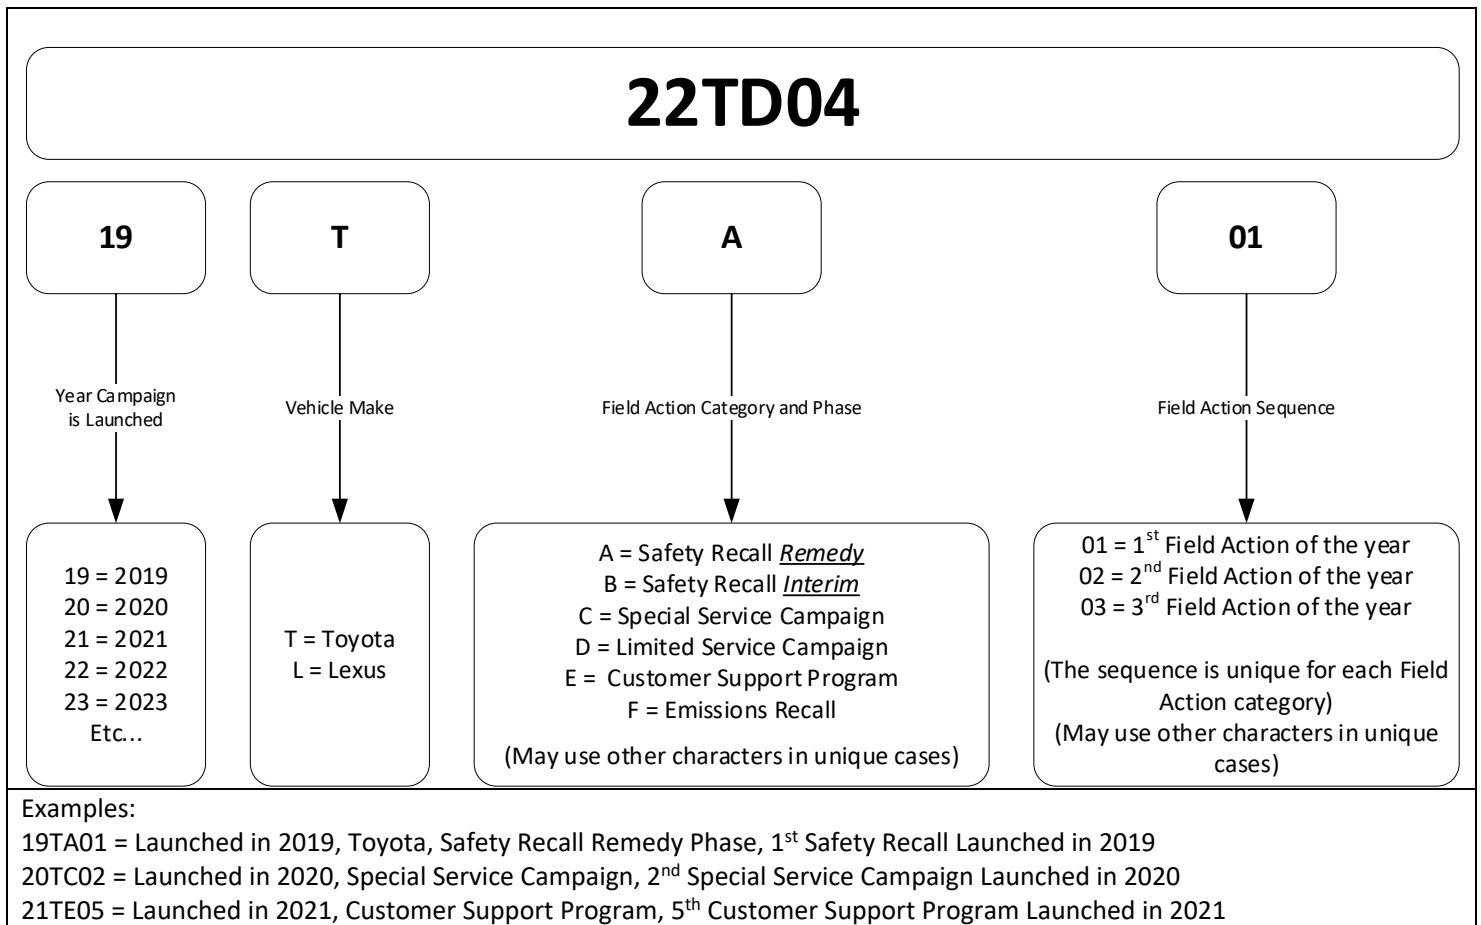 22TD04
19
T
A
01
Year Campaign
is Launched
Vehicle Make
Field Action Category and Phase
Field Action Sequence
19 = 2019
20 = 2020
21 = 2021
22 = 2022
23 = 2023
Etc…
T = Toyota
L = Lexus
A = Safety Recall Remedy
B = Safety Recall Interim
C = Special Service Campaign
D = Limited Service Campaign
E = Customer Support Program
F = Emissions Recall
(May use other characters in unique cases)
01 = 1st Field Action of the year
02 = 2nd Field Action of the year
03 = 3rd Field Action of the year
(The sequence is unique for each Field
Action category)
(May use other characters in unique
cases)
Examples:
19TA01 = Launched in 2019, Toyota, Safety Recall Remedy Phase, 1st Safety Recall Launched in 2019
20TC02 = Launched in 2020, Special Service Campaign, 2nd Special Service Campaign Launched in 2020
21TE05 = Launched in 2021, Customer Support Program, 5th Customer Support Program Launched in 2021